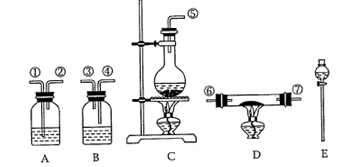 ① ② ③ ④ ⑤
⑥ ⑦
A B C D E